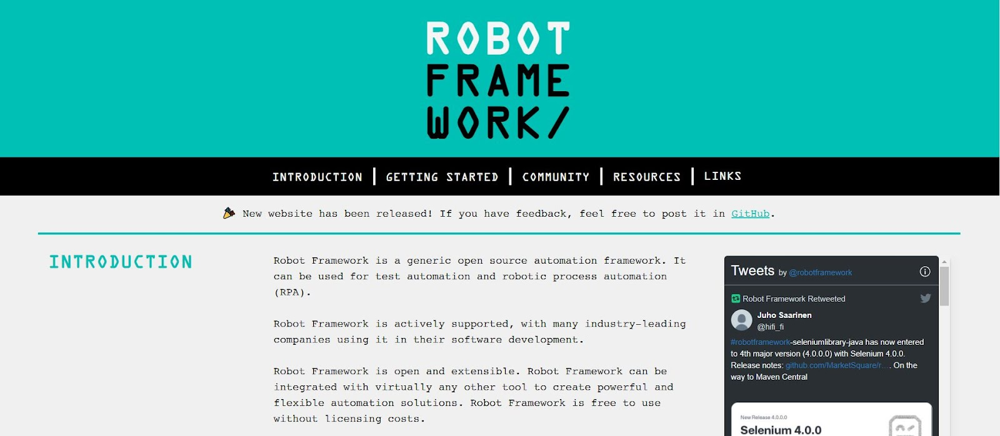 ROBOT
FRAME
WORK/
INTRODUCTION | GETTING STARTED | COMMUNITY | RESOURCES | LINKS
New website has been released! If you have feedback, feel free to post it in GitHub.
INTRODUCTION
Robot Framework is a generic open source automation framework. It
can be used for test automation and robotic process automation
(RPA).
Robot Framework is actively supported, with many industry-leading
companies using it in their software development.
Robot Framework is open and extensible. Robot Framework can be
integrated with virtually any other tool to create powerful and
flexible automation solutions. Robot Framework is free to use
without licensing costs.
Tweets by @robotframework
Robot Framework Retweeted
Juho Saarinen
@hifi_fi
#robotframework-seleniumlibrary-java has now entered
to 4th major version (4.0.0.0) with Selenium 4.0.0.
Release notes: github.com/MarketSquare/r… . On the
way to Maven Central
New Release 4.0.0.0
Selenium 4.0.0